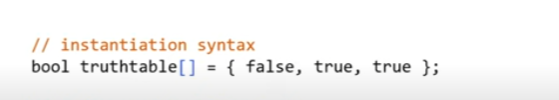 // instantiation syntax
bool truthtable[] = { false, true, true };